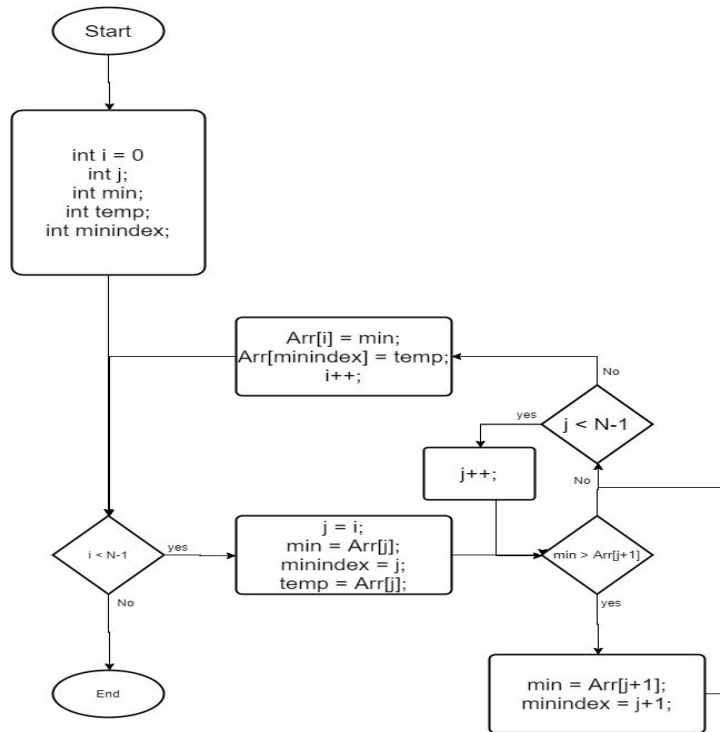 Start
int i = 0
int j;
int min;
int temp;
int minindex;
Arr[i] = min;
Arr[minindex] = temp;
i++;
No
j < N-1
yes
j++;
No
i < N-1
yes
No
j = i;
min = Arr[j];
minindex = j;
temp = Arr[j];
min > Arr[j+1]
yes
min = Arr[j+1];
minindex = j+1;
End